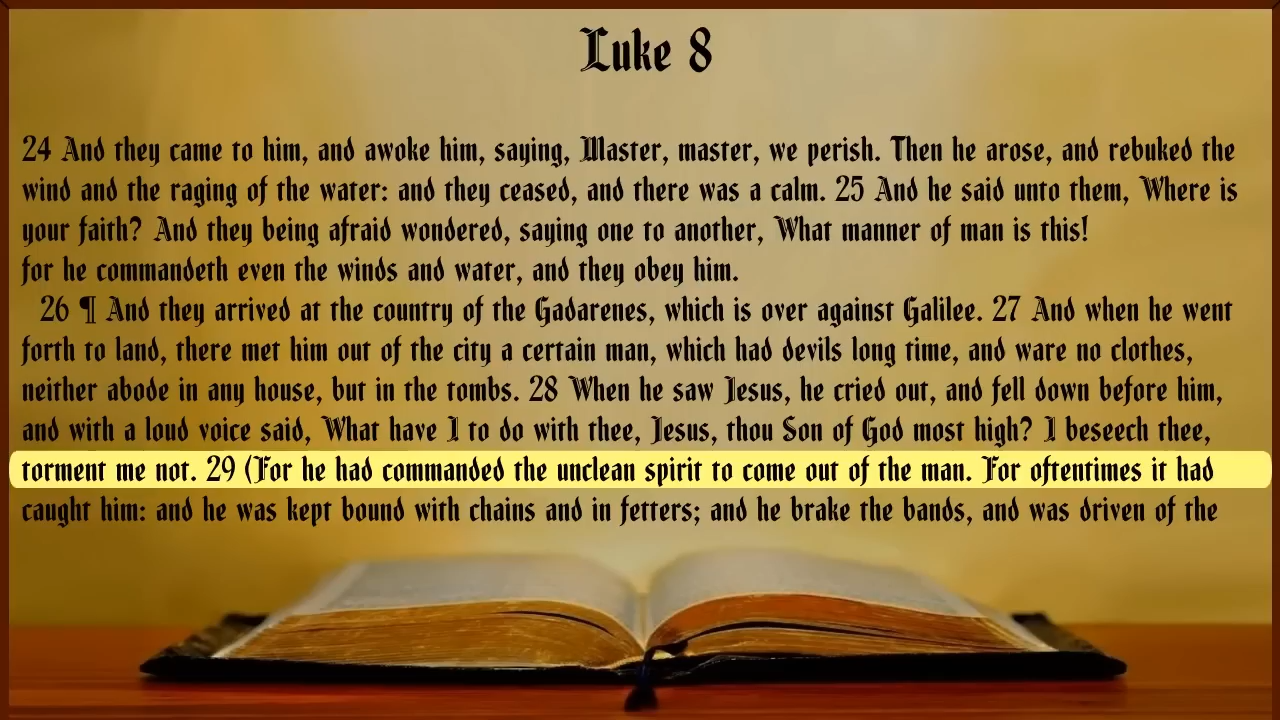 Luke 8
24 And they came to him, and awoke him, saying, Master, master, we perish. Then he arose, and rebuked the
wind and the raging of the water: and they ceased, and there was a calm. 25 And he said unto them, Where is
your faith? And they being afraid wondered, saying one to another, What manner of man is this!
for he commandeth even the winds and water, and they obey him.
26 ¶ And they arrived at the country of the Gadarenes, which is over against Galilee. 27 And when he went
forth to land, there met him out of the city a certain man, which had devils long time, and ware no clothes,
neither abode in any house, but in the tombs. 28 When he saw Jesus, he cried out, and fell down before him,
and with a loud voice said, What have I to do with thee, Jesus, thou Son of God most high? I beseech thee,
torment me not. 29 (For he had commanded the unclean spirit to come out of the man. For oftentimes it had
caught him: and he was kept bound with chains and in fetters; and he brake the bands, and was driven of the